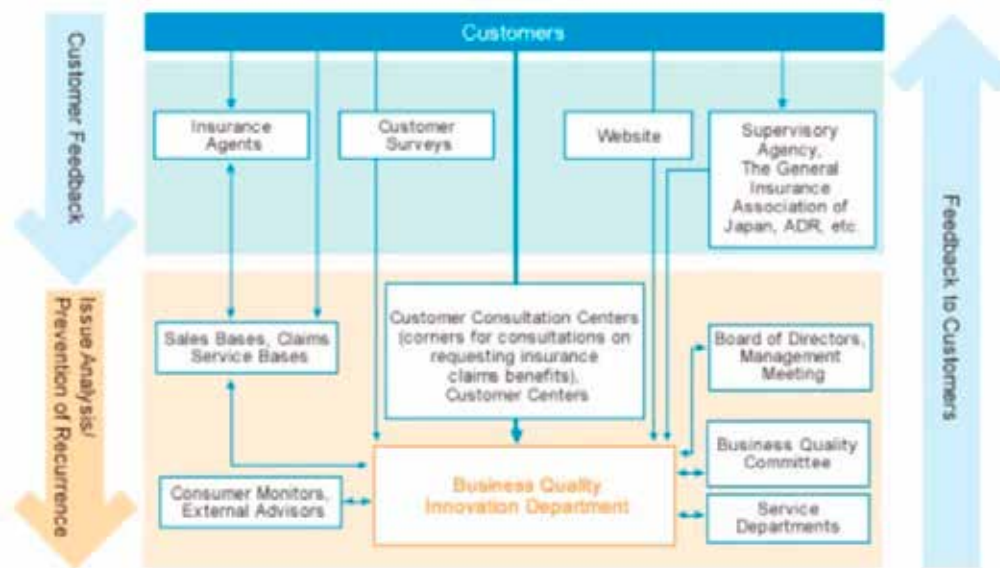 Customers
Customer Feedback
Insurance
Agents
Customer
Surveys
Website
Supervisory
Agency,
The General
Insurance
Association of
Japan, ADR, etc
Feedback to Customers
Issue Analysis/
Prevention of Recurrence
Sales Bases, Claims
Service Bases
Customer Consultation Centers
(corners for consultations on
requesting insurance
claims benefits),
Customer Centers
Board of Directors,
Management
Meeting
Business Quality
Committee
Consumer Monitors,
External Advisors
Business Quality
Innovation Department
Service
Departments